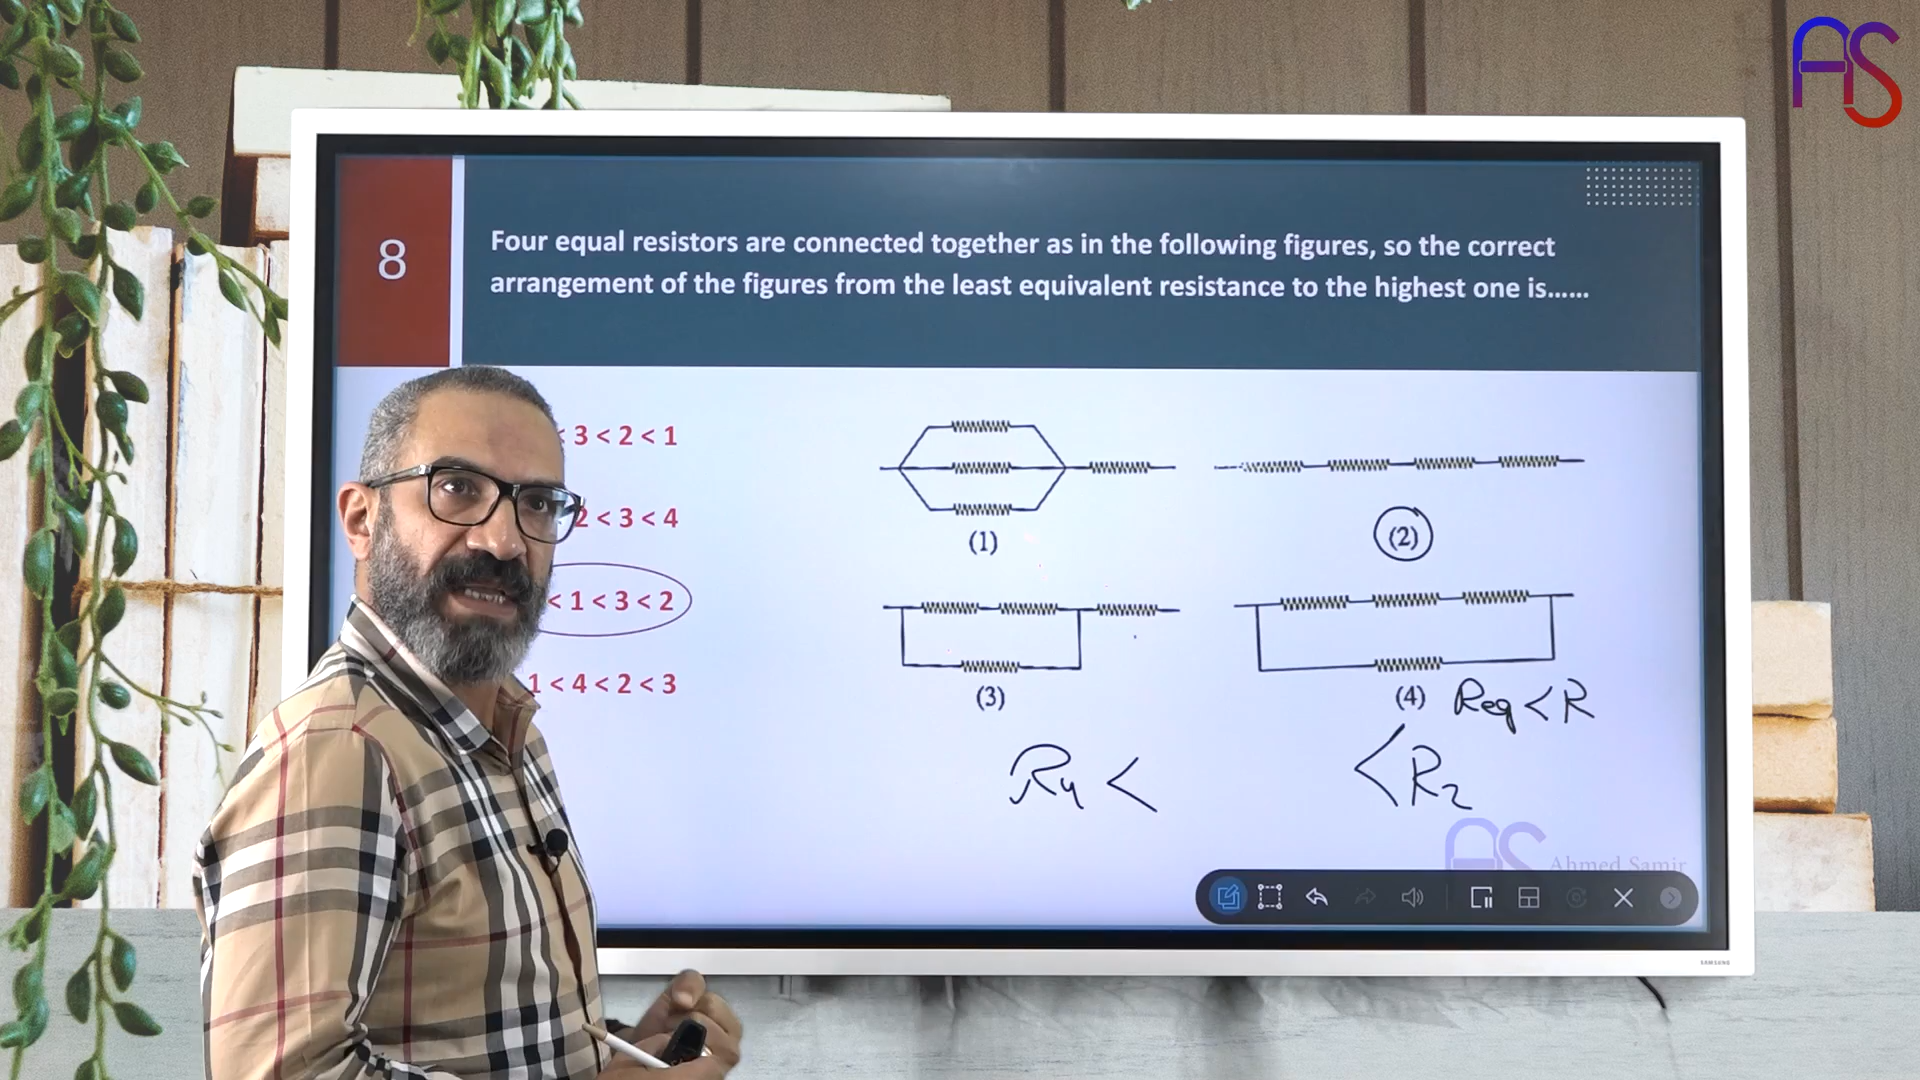 AS
8
Four equal resistors are connected together as in the following figures, so the correct
arrangement of the figures from the least equivalent resistance to the highest one is......
< 3 < 2 < 1
2 < 3 < 4
< 1 < 3 < 2
1 < 4 < 2 < 3
(1)
(2)
(3)
(4) Req < R
R4 < < R2
AS Ahmed Samir
SAMSUNG